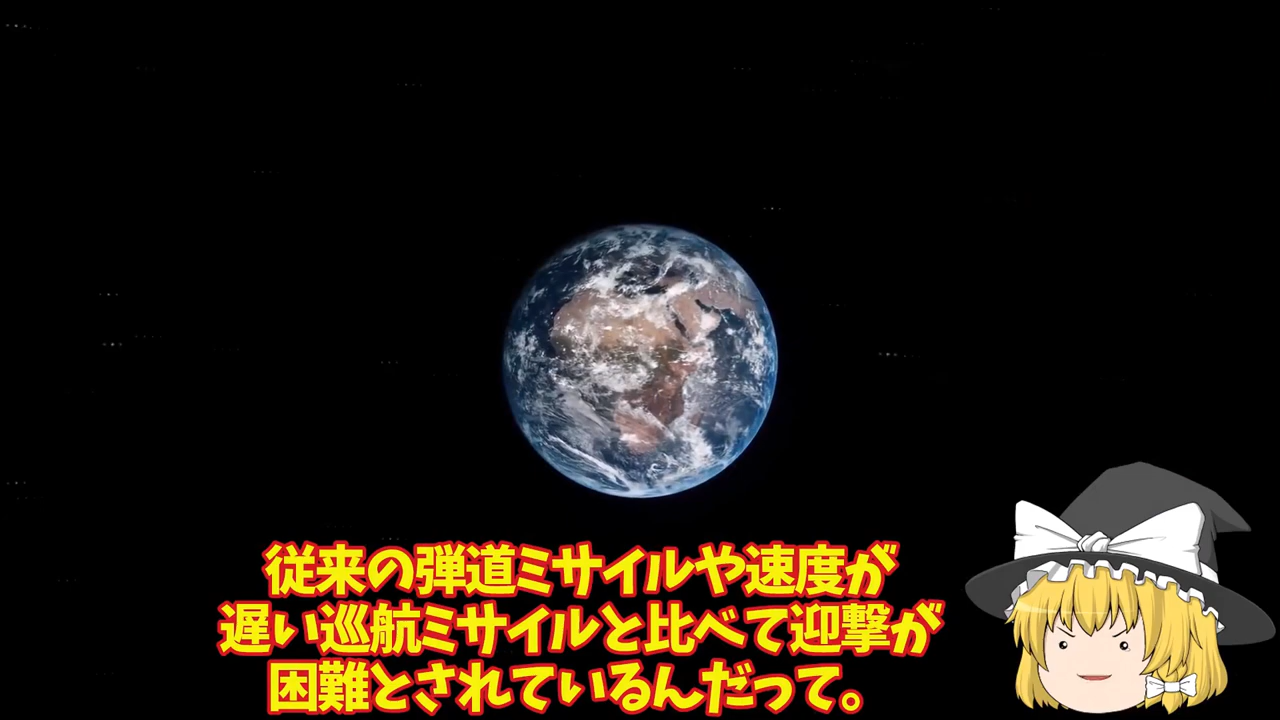 従来の弾道ミサイルや速度が
遅い巡航ミサイルと比べて迎撃が
困難とされているんだって。